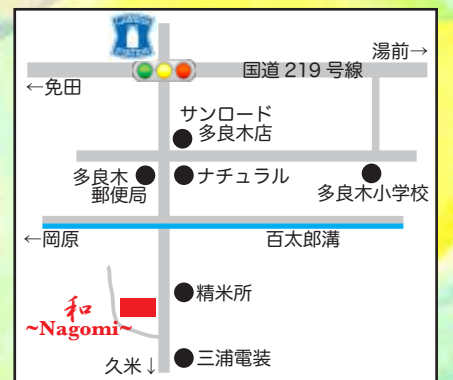 湯前→
国道 219 号線
←免田
サンロード
多良木店
多良木
郵便局
ナチュラル
多良木小学校
←岡原
百太郎溝
精米所
和
~Nagomi~
久米↓
三浦電装